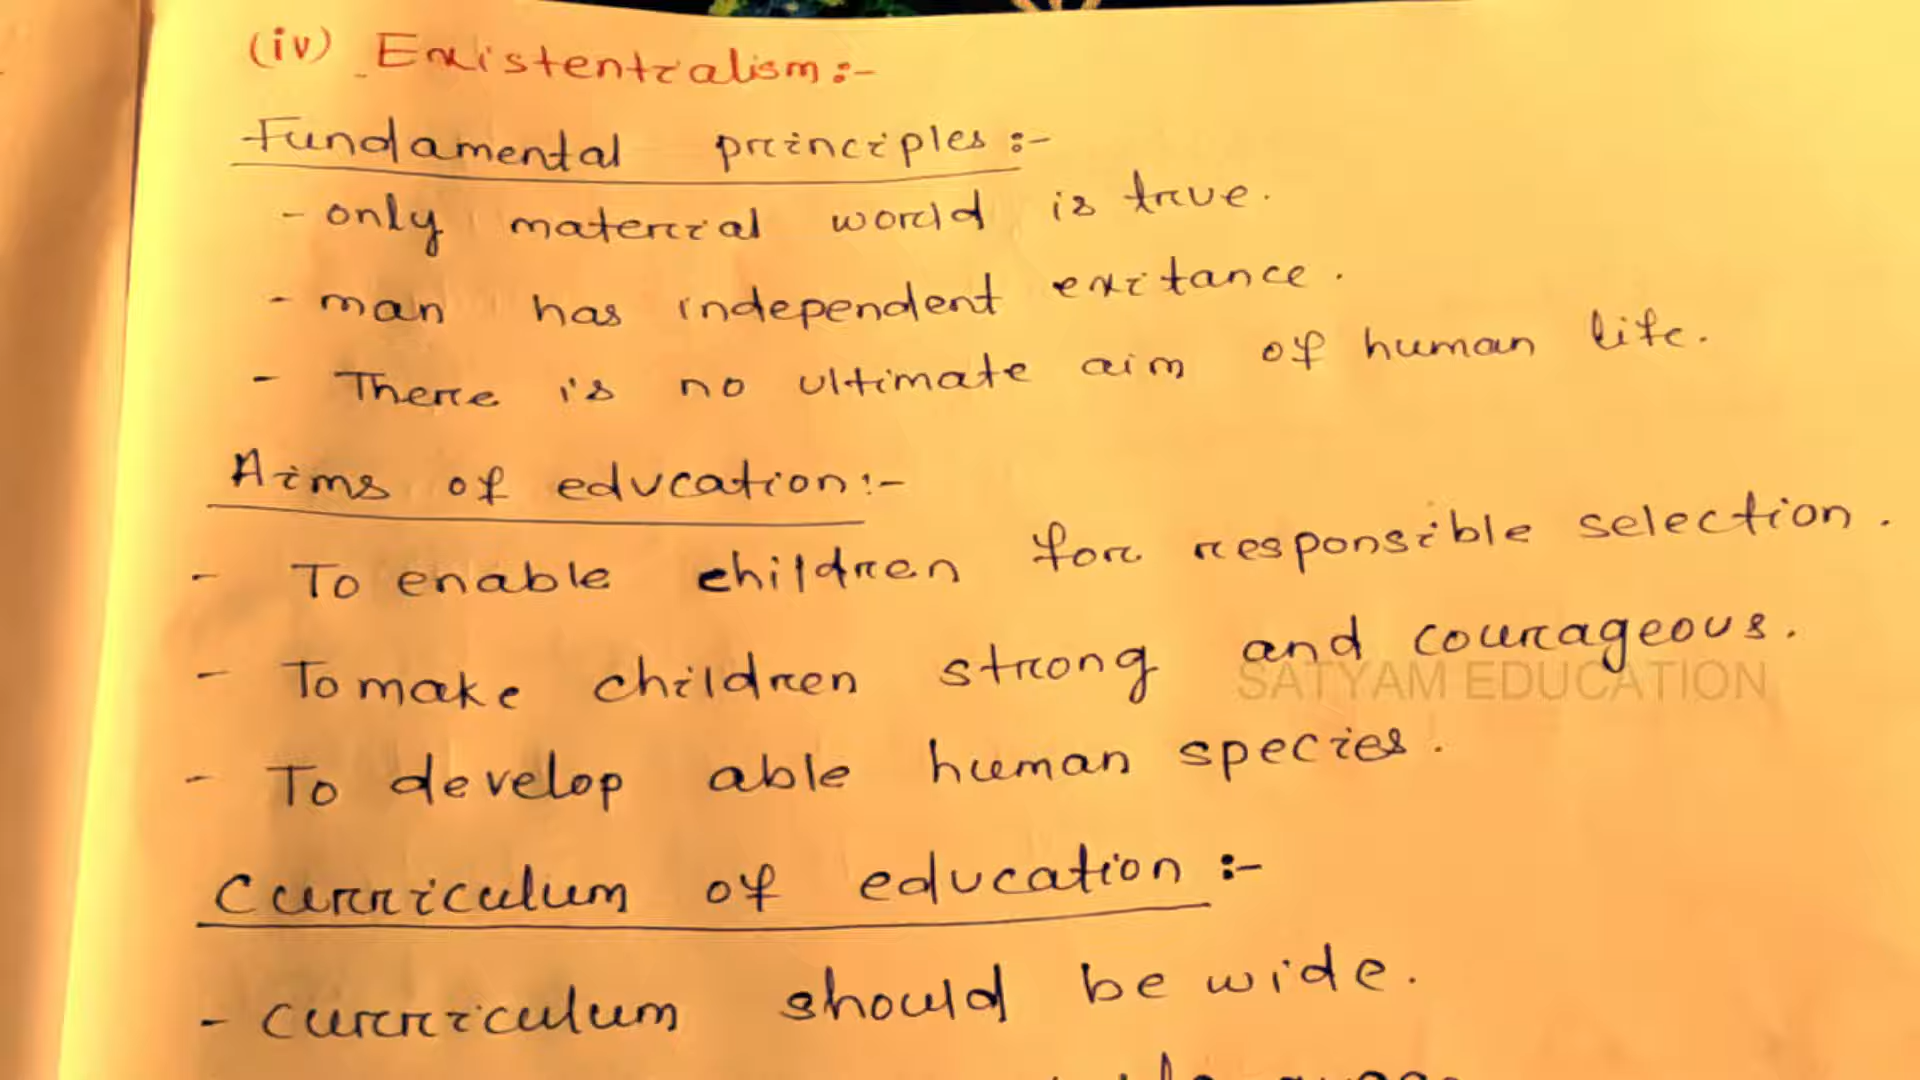 (iv) Existentialism:-
Fundamental principles :-
- only material world is true.
- man has independent exitance.
- There is no ultimate aim of human life.
Aims of education:-
- To enable children for responsible selection.
- To make children strong and courageous.
SATYAM EDUCATION
- To develop able human species.
Curriculum of education :-
- curriculum should be wide.